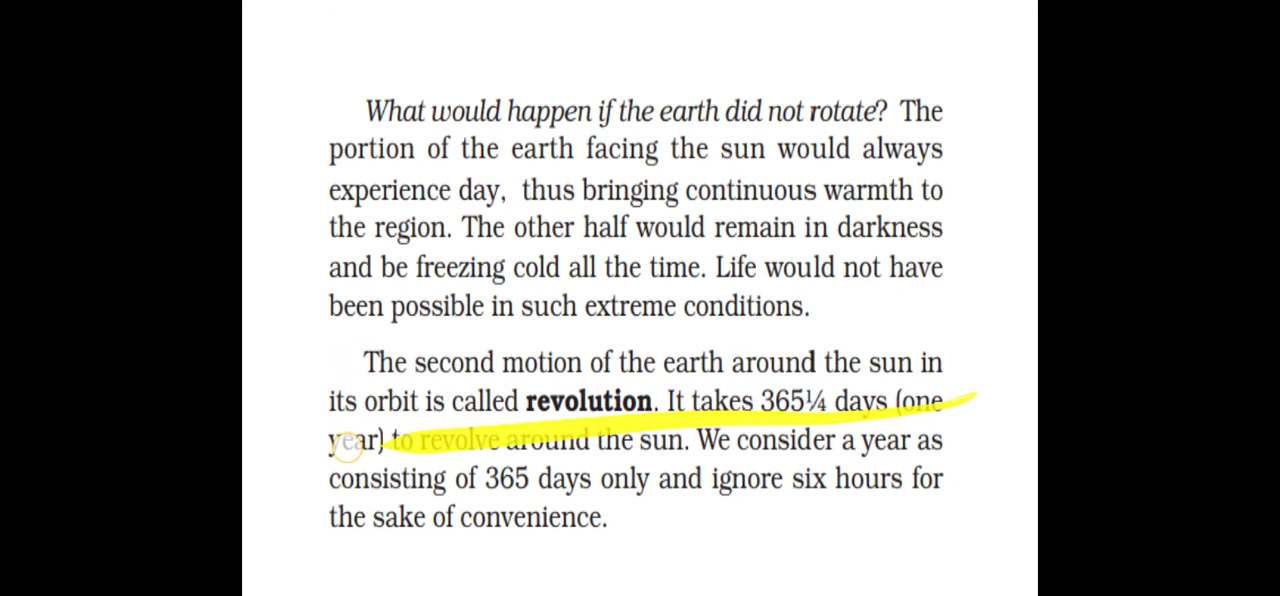 What would happen if the earth did not rotate? The
portion of the earth facing the sun would always
experience day, thus bringing continuous warmth to
the region. The other half would remain in darkness
and be freezing cold all the time. Life would not have
been possible in such extreme conditions.
The second motion of the earth around the sun in
its orbit is called revolution. It takes 365¼ days (one
year) to revolve around the sun. We consider a year as
consisting of 365 days only and ignore six hours for
the sake of convenience.